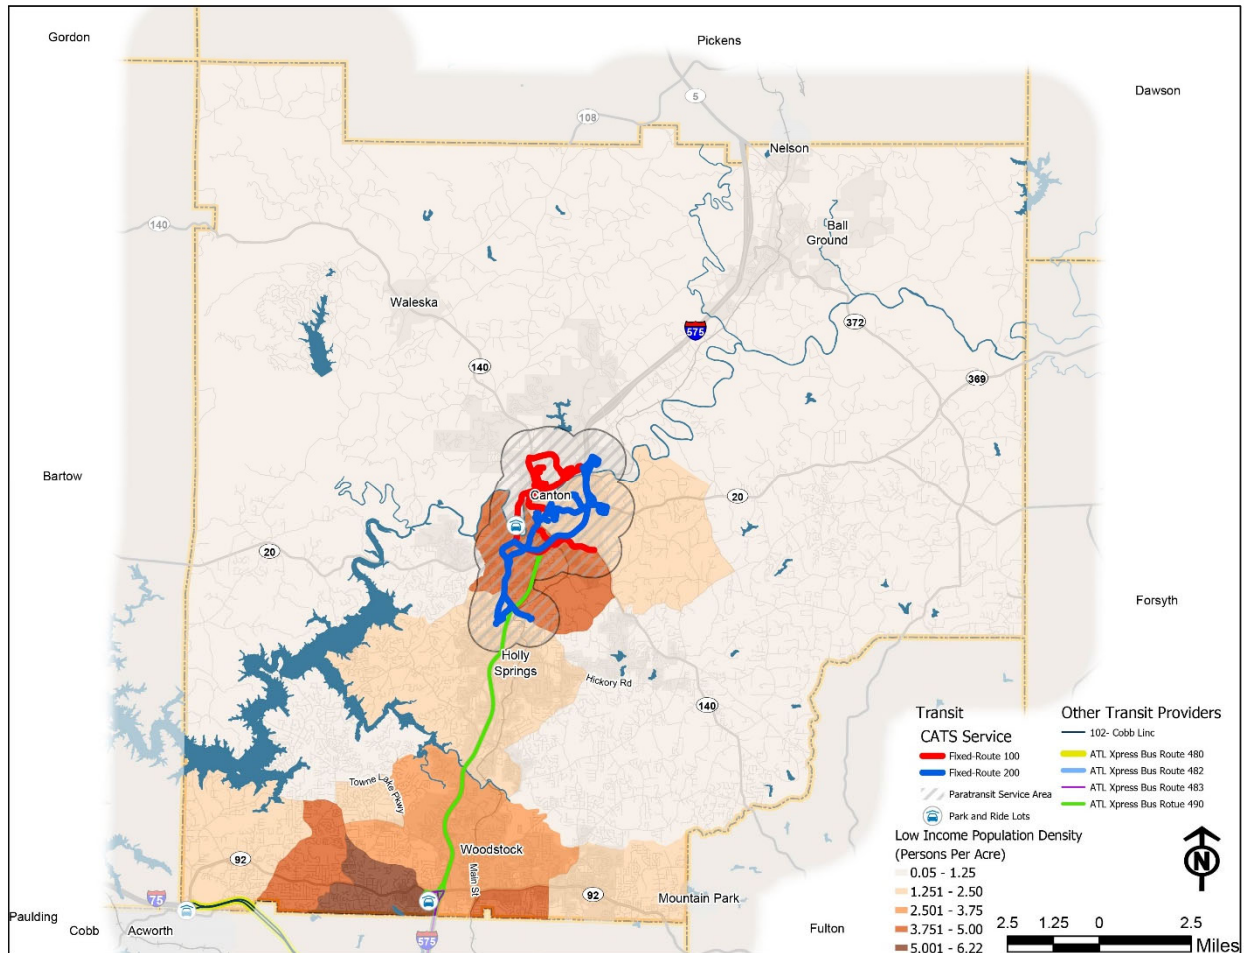 Gordon
Pickens
Dawson
5
108
Nelson
140
Ball
Ground
Waleska
575
372
140
369
Bartow
Canton
20
20
Forsyth
Holly
Springs
Hickory Rd
140
Towne Lake Pkwy
Woodstock
92
Main St
92
Mountain Park
75
Paulding
Cobb
Acworth
575
Fulton
Transit
CATS Service
Fixed-Route 100
Fixed-Route 200
Paratransit Service Area
Park and Ride Lots
Other Transit Providers
102- Cobb Linc
ATL Xpress Bus Route 480
ATL Xpress Bus Route 482
ATL Xpress Bus Route 483
ATL Xpress Bus Rotue 490
Low Income Population Density
(Persons Per Acre)
0.05 - 1.25
1.251 - 2.50
2.501 - 3.75
3.751 - 5.00
5.001 - 6.22
N
2.5 1.25 0 2.5
Miles